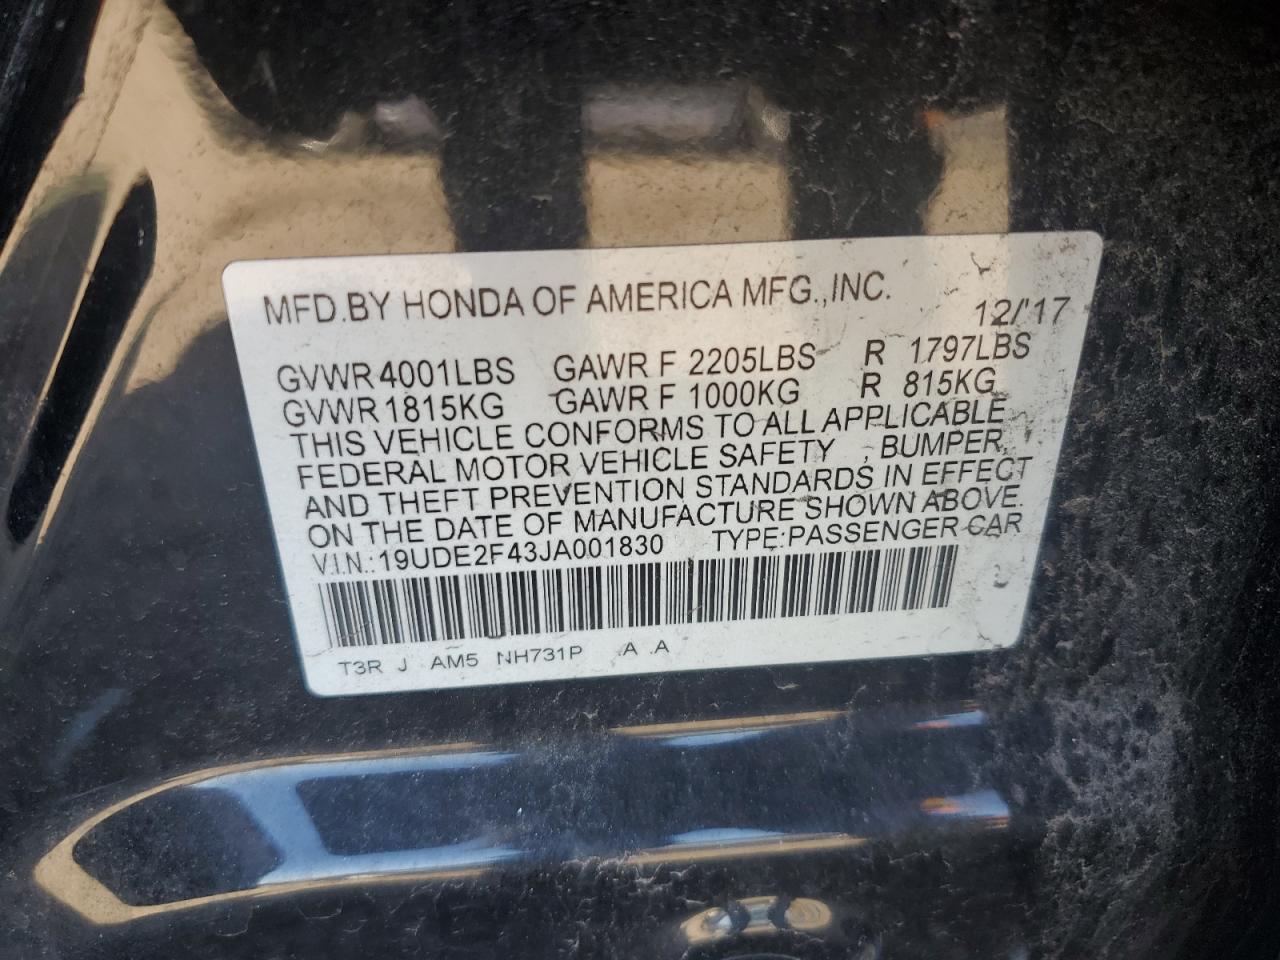 MFD.BY HONDA OF AMERICA MFG.,INC.
12/'17
GVWR 4001LBS GAWR F 2205LBS R 1797LBS
GVWR 1815KG GAWR F 1000KG R 815KG
THIS VEHICLE CONFORMS TO ALL APPLICABLE
FEDERAL MOTOR VEHICLE SAFETY , BUMPER,
AND THEFT PREVENTION STANDARDS IN EFFECT
ON THE DATE OF MANUFACTURE SHOWN ABOVE.
V.I.N.: 19UDE2F43JA001830 TYPE:PASSENGER CAR
T3R J AM5 NH731P A A